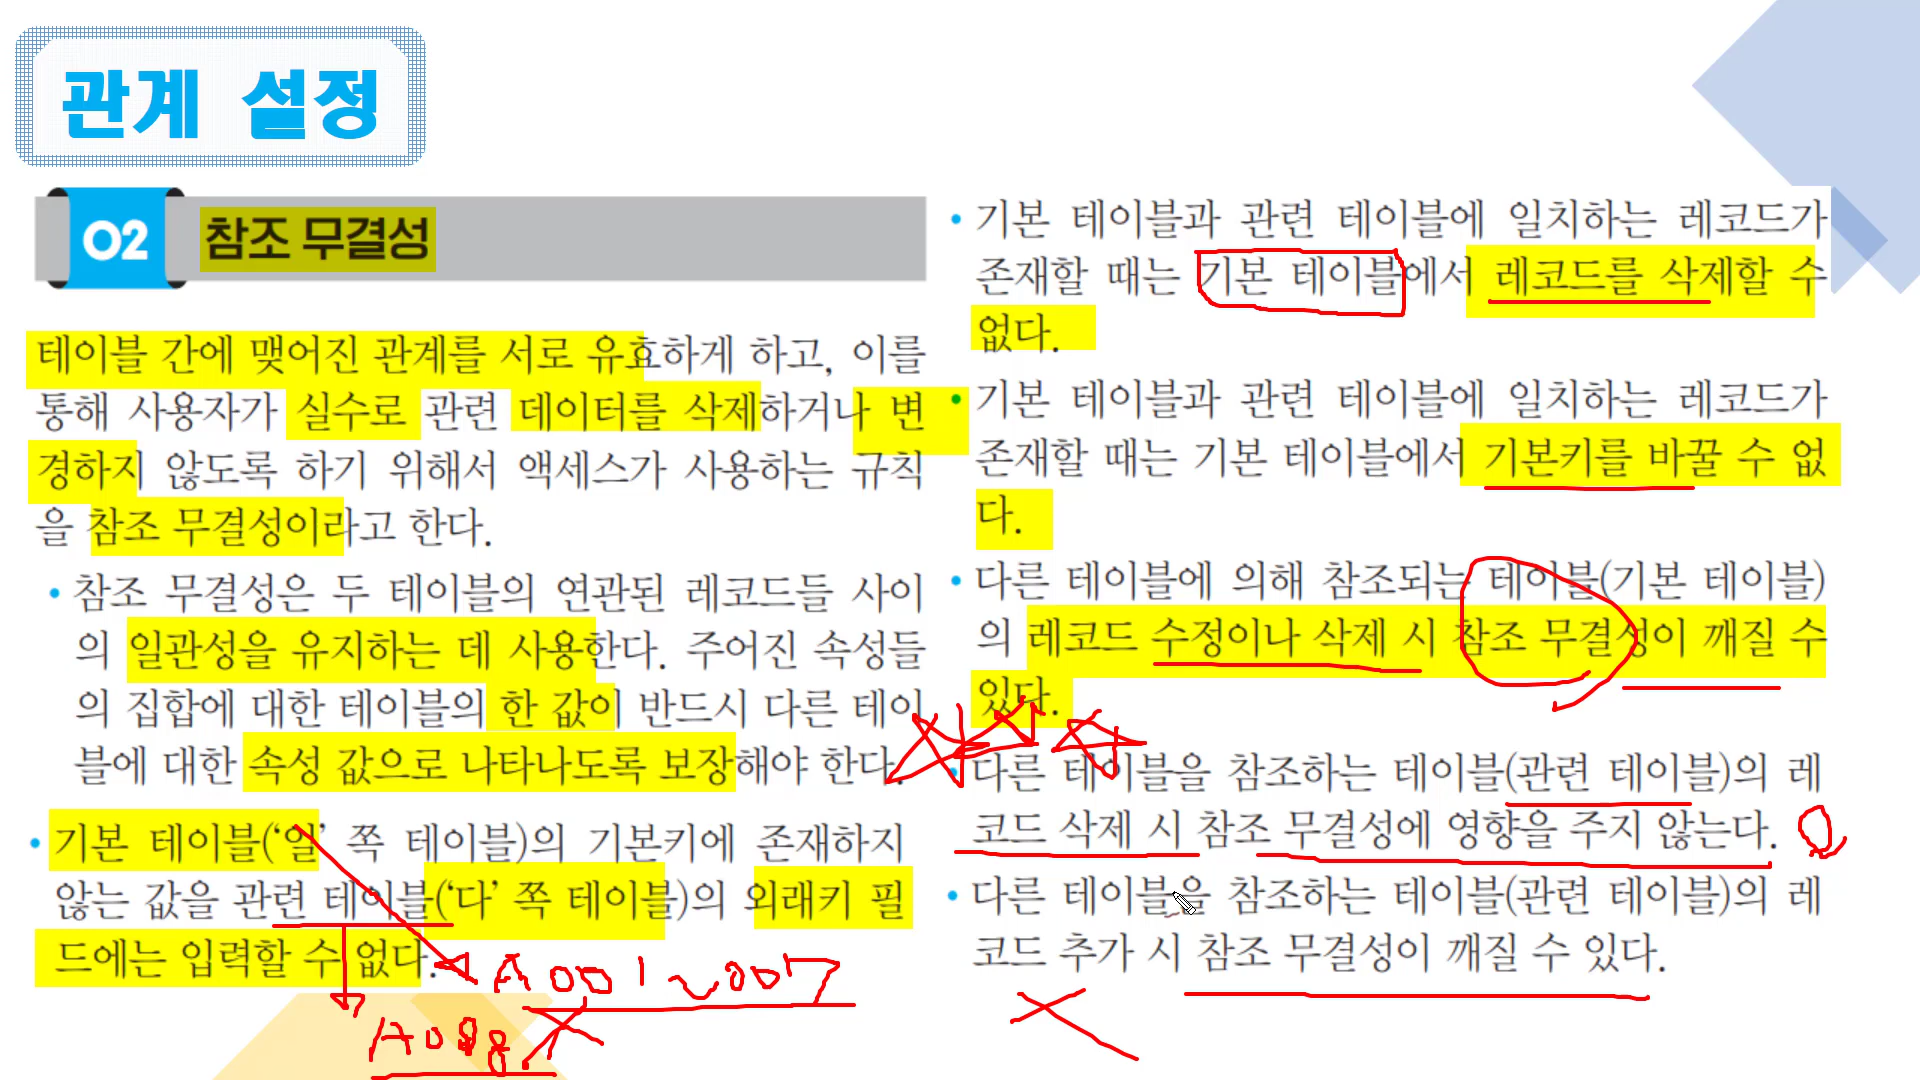 관계 설정
02 참조 무결성
테이블 간에 맺어진 관계를 서로 유효하게 하고, 이를
통해 사용자가 실수로 관련 데이터를 삭제하거나 변
경하지 않도록 하기 위해서 액세스가 사용하는 규칙
을 참조 무결성이라고 한다.
• 참조 무결성은 두 테이블의 연관된 레코드들 사이
의 일관성을 유지하는 데 사용한다. 주어진 속성들
의 집합에 대한 테이블의 한 값이 반드시 다른 테이
블에 대한 속성 값으로 나타나도록 보장해야 한다.
• 기본 테이블(‘일’ 쪽 테이블)의 기본키에 존재하지
않는 값을 관련 테이블(‘다’ 쪽 테이블)의 외래키 필
드에는 입력할 수 없다.
A001~007
A088
• 기본 테이블과 관련 테이블에 일치하는 레코드가
존재할 때는 기본 테이블에서 레코드를 삭제할 수
없다.
• 기본 테이블과 관련 테이블에 일치하는 레코드가
존재할 때는 기본 테이블에서 기본키를 바꿀 수 없
다.
• 다른 테이블에 의해 참조되는 테이블(기본 테이블)
의 레코드 수정이나 삭제 시 참조 무결성이 깨질 수
있다.
• 다른 테이블을 참조하는 테이블(관련 테이블)의 레
코드 삭제 시 참조 무결성에 영향을 주지 않는다.
• 다른 테이블을 참조하는 테이블(관련 테이블)의 레
코드 추가 시 참조 무결성이 깨질 수 있다.